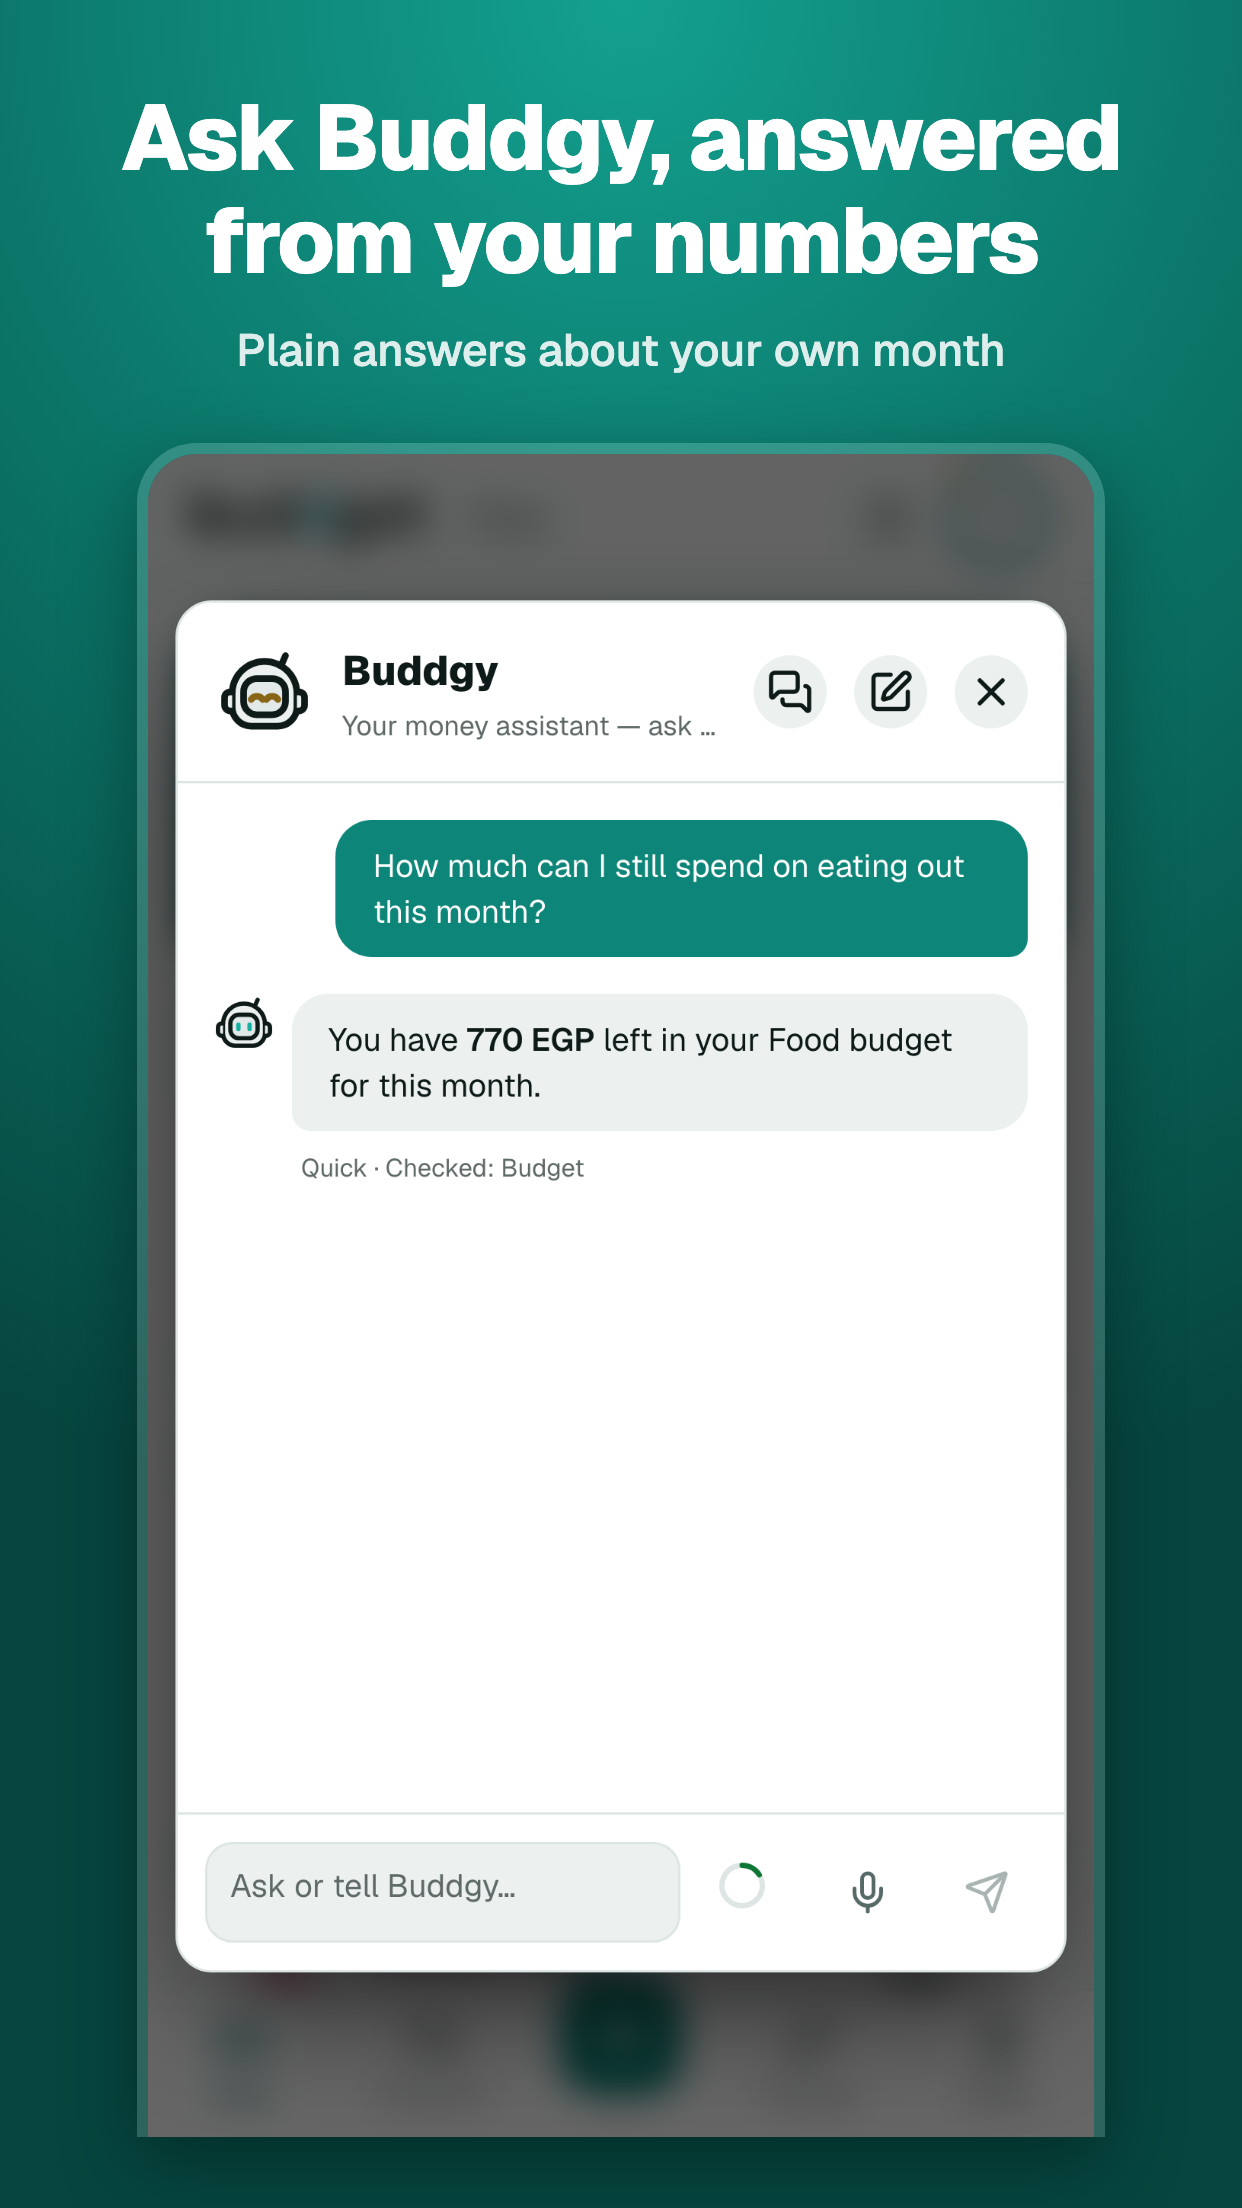 Ask Buddgy, answered
from your numbers
Plain answers about your own month
Buddgy
Your money assistant — ask ...
How much can I still spend on eating out
this month?
You have 770 EGP left in your Food budget
for this month.
Quick · Checked: Budget
Ask or tell Buddgy...